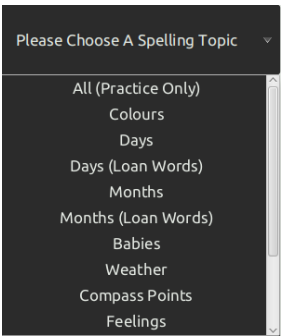 Please Choose A Spelling Topic
All (Practice Only)
Colours
Days
Days (Loan Words)
Months
Months (Loan Words)
Babies
Weather
Compass Points
Feelings